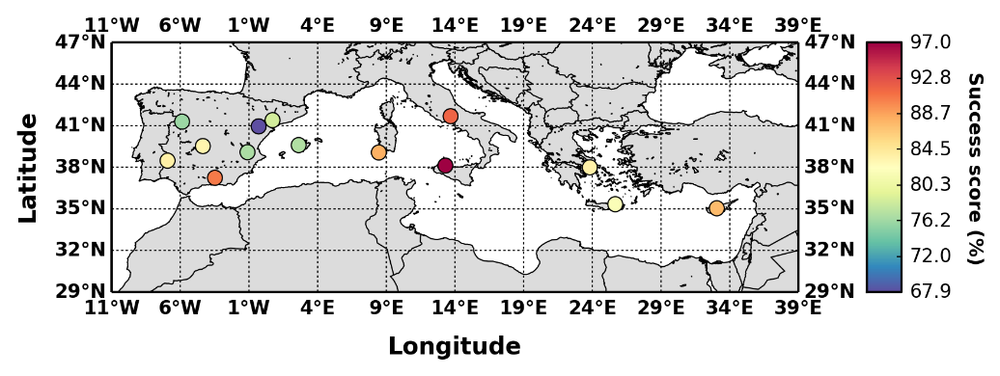 11°W 6°W 1°W 4°E 9°E 14°E 19°E 24°E 29°E 34°E 39°E
47°N 47°N 97.0
44°N 44°N 92.8
41°N 41°N 88.7
38°N 38°N 84.5
35°N 35°N 80.3
32°N 32°N 76.2
29°N 29°N 72.0
67.9
11°W 6°W 1°W 4°E 9°E 14°E 19°E 24°E 29°E 34°E 39°E
Latitude
Longitude
Success score (%)